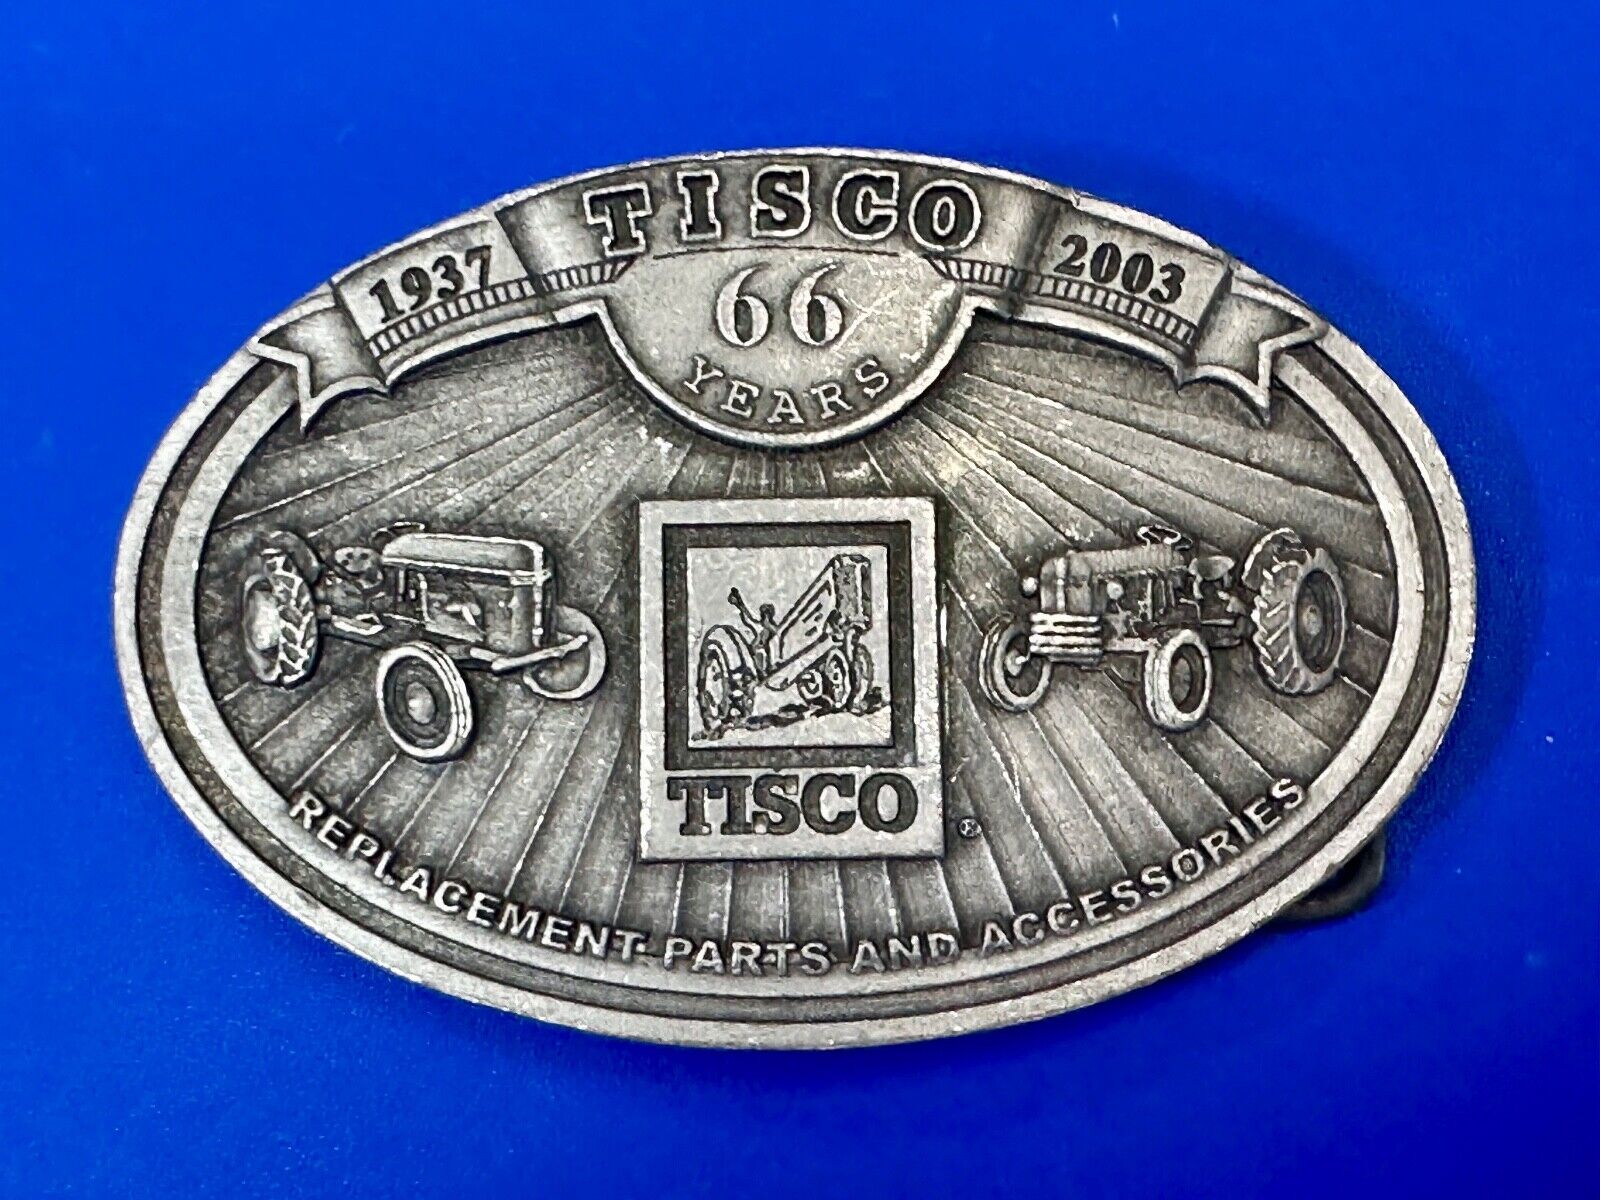 TISCO
1937 2003
66
YEARS
TISCO ®
REPLACEMENT PARTS AND ACCESSORIES